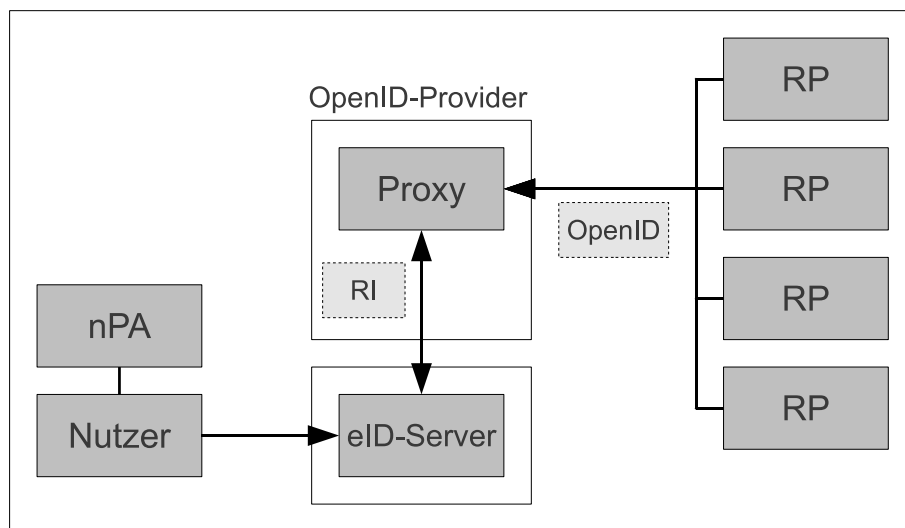 OpenID-Provider
Proxy
RI
OpenID
RP
RP
RP
RP
nPA
Nutzer
eID-Server